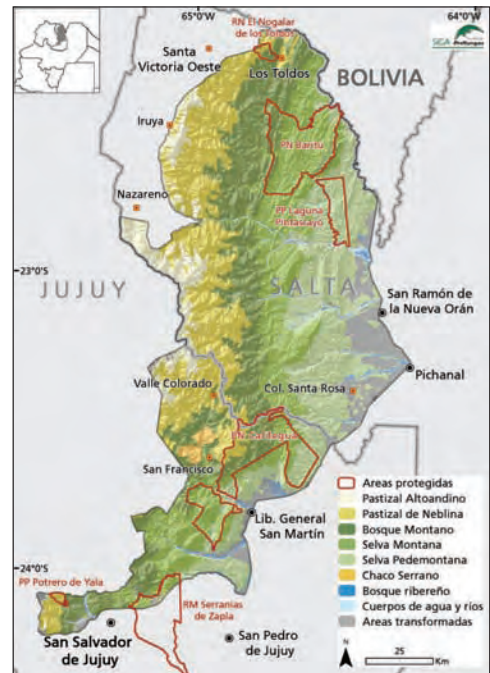 65°0'W
64°0'W
RN El Nogalar
de los Toldos
Santa
Victoria Oeste
Los Toldos
BOLIVIA
SGA
ProYungas
Iruya
PN Baritú
Nazareno
PP Laguna
Pintascayo
23°0'S
JUJUY
SALTA
San Ramón de
la Nueva Orán
Pichanal
Valle Colorado
Col. Santa Rosa
San Francisco
Lib. General
San Martín
24°0'S
PP Potrero de Yala
RM Serranías
de Zapla
San Salvador
de Jujuy
San Pedro
de Jujuy
Areas protegidas
Pastizal Altoandino
Pastizal de Neblina
Bosque Montano
Selva Montana
Selva Pedemontana
Chaco Serrano
Bosque ribereño
Cuerpos de agua y ríos
Areas transformadas
N
25
Km